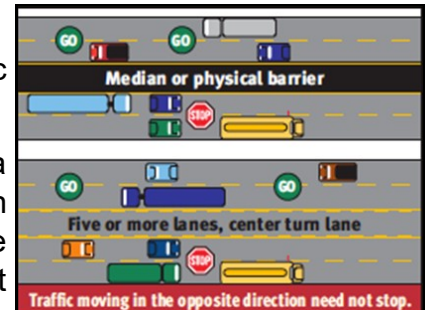 GO GO
Median or physical barrier
STOP
GO GO
Five or more lanes, center turn lane
STOP
Traffic moving in the opposite direction need not stop.